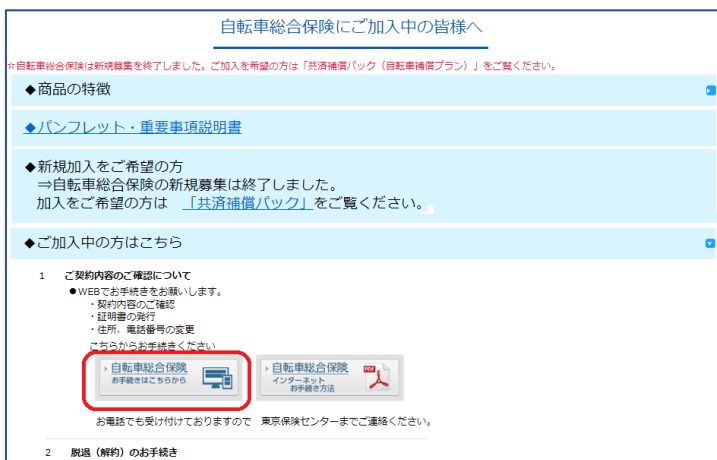 自転車総合保険にご加入中の皆様へ
☆自転車総合保険は新規募集を終了しました。ご加入を希望の方は「共済補償パック（自転車補償プラン）」をご覧ください。
◆商品の特徴
◆パンフレット・重要事項説明書
◆新規加入をご希望の方
⇒自転車総合保険の新規募集は終了しました。
加入をご希望の方は 「共済補償パック」をご覧ください。
◆ご加入中の方はこちら
1 ご契約内容のご確認について
●WEBでお手続きをお願いします。
・契約内容のご確認
・証明書の発行
・住所、電話番号の変更
こちらからお手続きください
自転車総合保険
お手続きはこちらから
自転車総合保険
インターネット
お手続き方法
PDF
お電話でも受け付けておりますので 東京保険センターまでご連絡ください。
2 脱退（解約）のお手続き